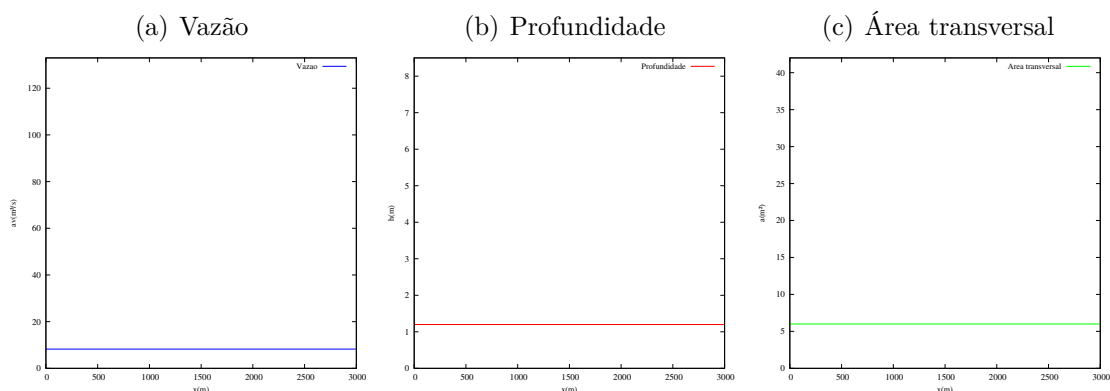 (a) Vazão
(b) Profundidade
(c) Área transversal
Vazao
120
100
80
60
40
20
0
av(m³/s)
0 500 1000 1500 2000 2500 3000
x(m)
Profundidade
8
7
6
5
4
3
2
1
0
h(m)
0 500 1000 1500 2000 2500 3000
x(m)
Area transversal
40
35
30
25
20
15
10
5
0
a(m²)
0 500 1000 1500 2000 2500 3000
x(m)